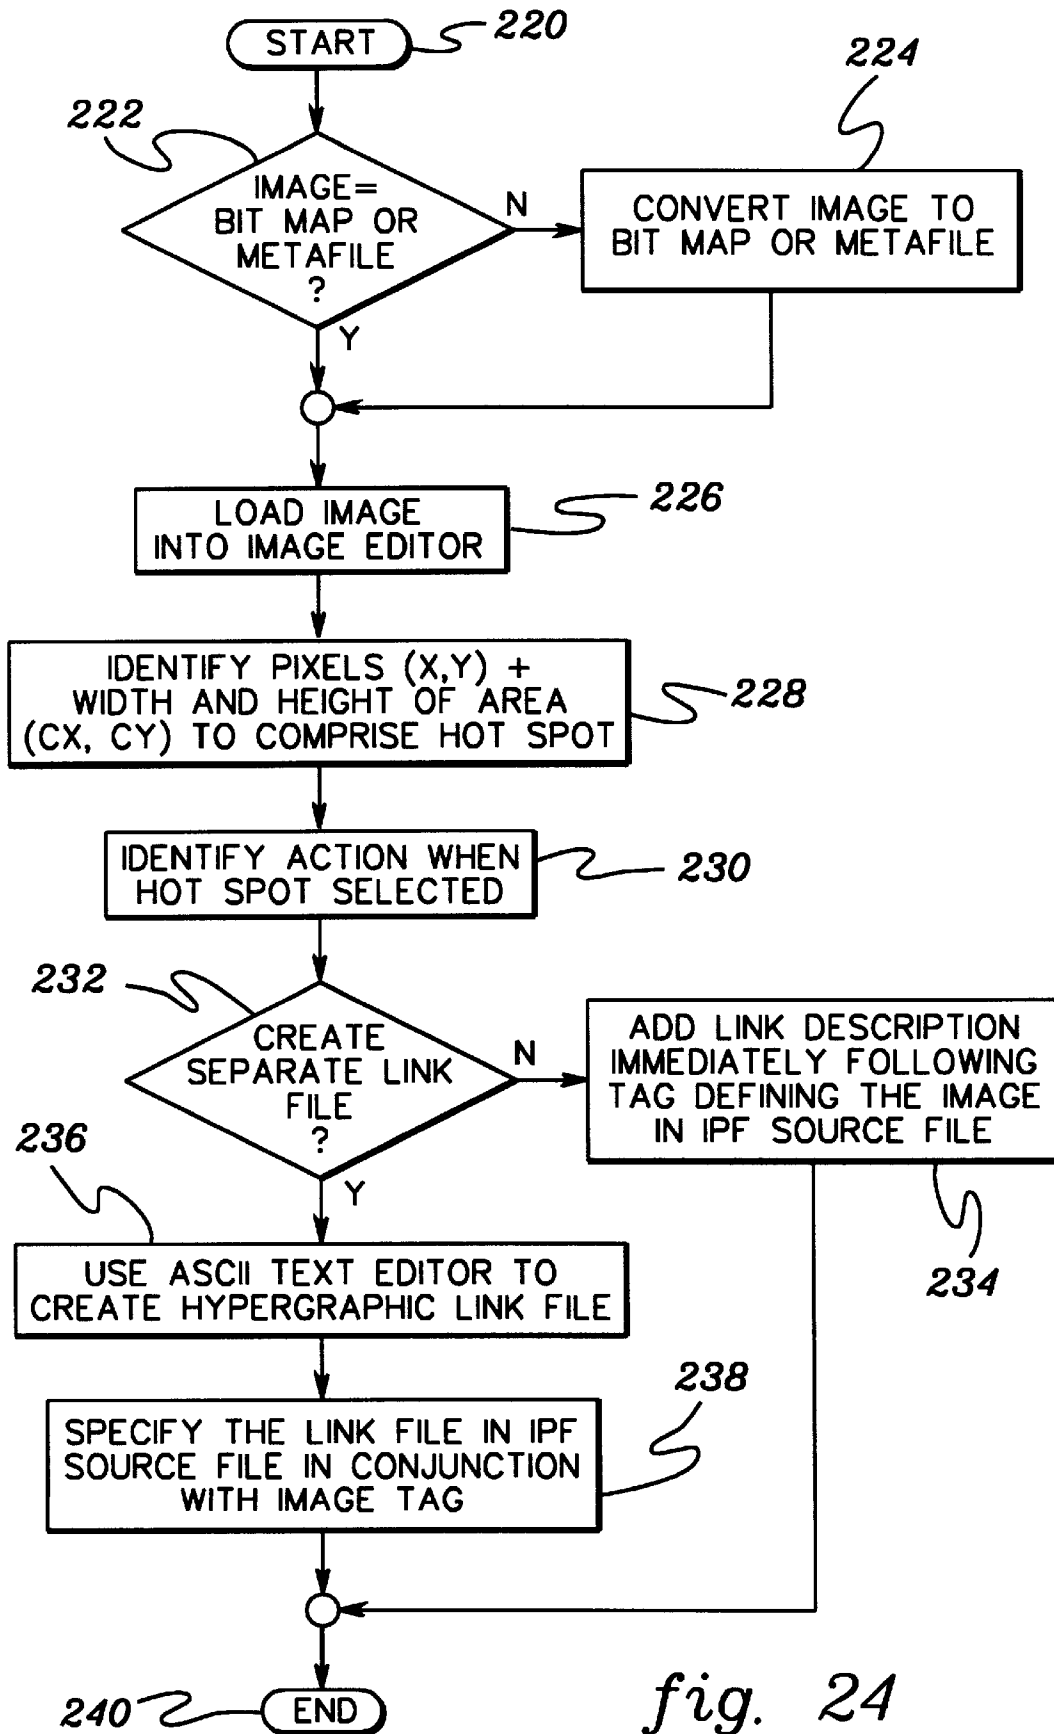 START
220
222
IMAGE=
BIT MAP OR
METAFILE
?
N
Y
224
CONVERT IMAGE TO
BIT MAP OR METAFILE
LOAD IMAGE
INTO IMAGE EDITOR
226
IDENTIFY PIXELS (X,Y) +
WIDTH AND HEIGHT OF AREA
(CX, CY) TO COMPRISE HOT SPOT
228
IDENTIFY ACTION WHEN
HOT SPOT SELECTED
230
232
CREATE
SEPARATE LINK
FILE
?
N
Y
ADD LINK DESCRIPTION
IMMEDIATELY FOLLOWING
TAG DEFINING THE IMAGE
IN IPF SOURCE FILE
234
236
USE ASCII TEXT EDITOR TO
CREATE HYPERGRAPHIC LINK FILE
238
SPECIFY THE LINK FILE IN IPF
SOURCE FILE IN CONJUNCTION
WITH IMAGE TAG
240
END
fig. 24